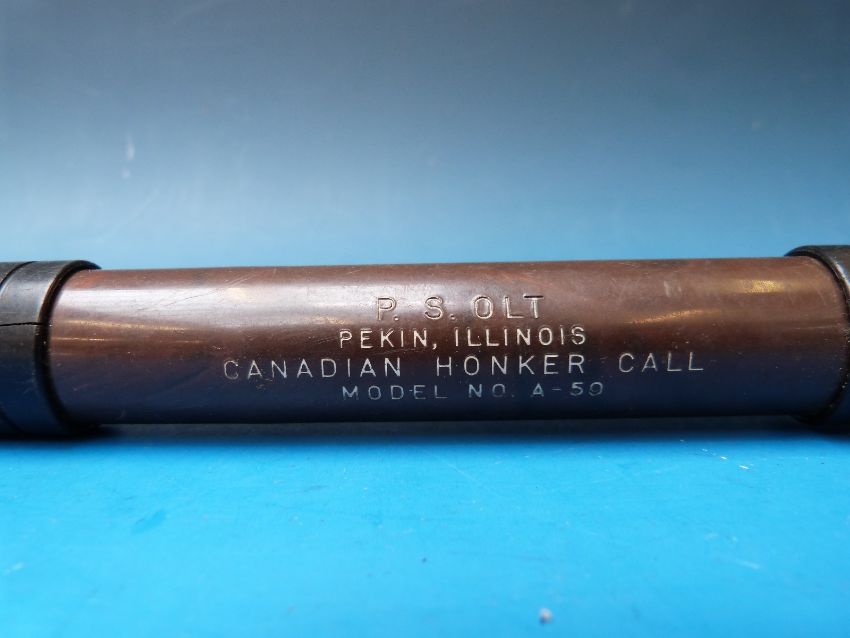 P. S. OLT
PEKIN, ILLINOIS
CANADIAN HONKER CALL
MODEL NO. A-50